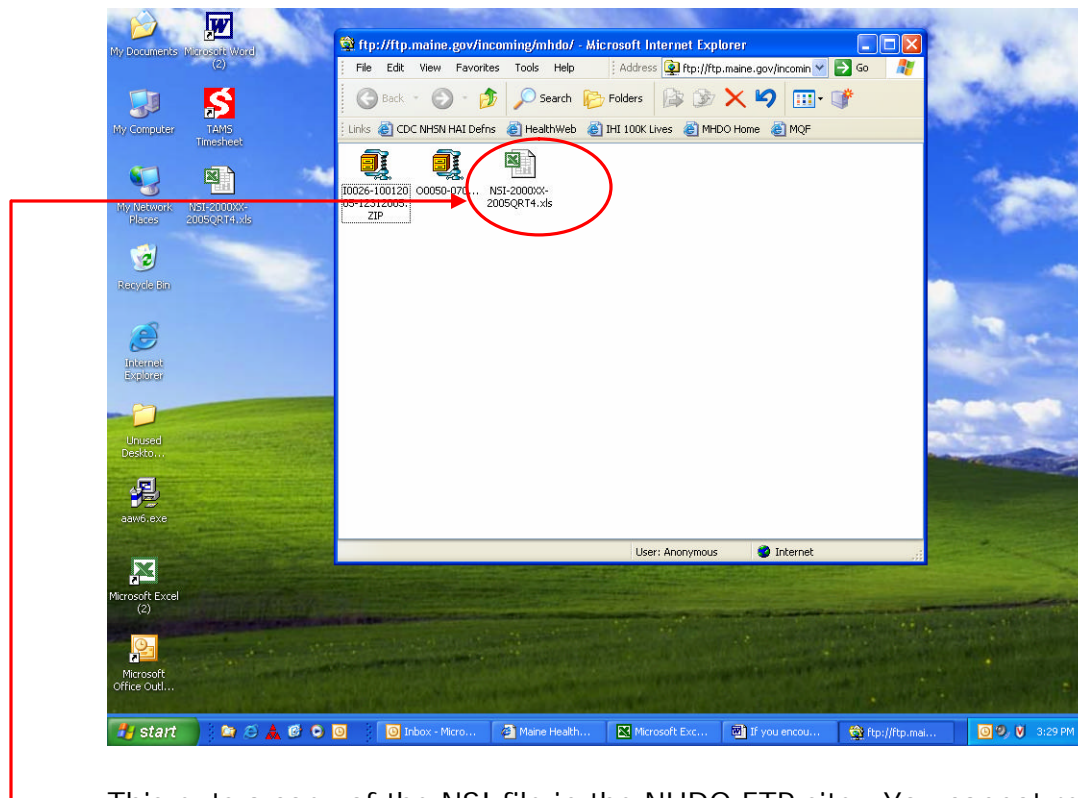 My Documents
Microsoft Word
(2)
My Computer
TAMS
Timesheet
My Network
Places
NSI-2000XX-
2005QRT4.xls
Recycle Bin
Internet
Explorer
Unused
Deskto...
aaw6.exe
Microsoft Excel
(2)
Microsoft
Office Outl...
ftp://ftp.maine.gov/incoming/mhdo/ - Microsoft Internet Explorer
File Edit View Favorites Tools Help
Address ftp://ftp.maine.gov/incomin
Go
Back
Search
Folders
Links CDC NHSN HAI Defns HealthWeb IHI 100K Lives MHDO Home MQF
I0026-100120
05-12312005.
ZIP
O0050-070...
NSI-2000XX-
2005QRT4.xls
User: Anonymous
Internet
start
Inbox - Micro...
Maine Health...
Microsoft Exc...
If you encou...
ftp://ftp.mai...
3:29 PM